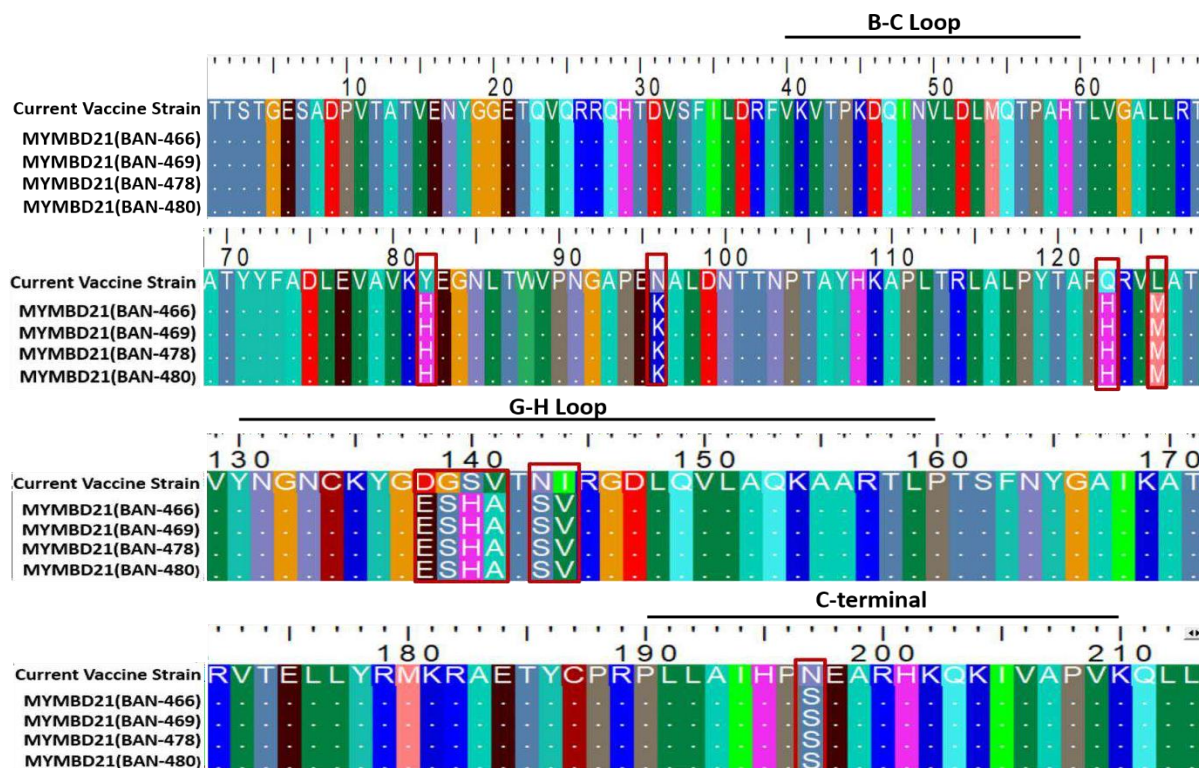 B-C Loop
10 20 30 40 50 60
Current Vaccine Strain TTSTGESADPVTATVENYGGETQVQRRQHTDVSFILDRFVKVTPKDQINVLDLMQTPAHTLVGALLRT
MYMBD21(BAN-466)
MYMBD21(BAN-469)
MYMBD21(BAN-478)
MYMBD21(BAN-480)
70 80 90 100 110 120
Current Vaccine Strain ATYYFADLEVAVKYEGNLTWVPNGAPENALDNTTNPTAYHKAPLTRLALPYTAPQRVLAT
MYMBD21(BAN-466) H K H M
MYMBD21(BAN-469) H K H M
MYMBD21(BAN-478) H K H M
MYMBD21(BAN-480) H K H M
G-H Loop
130 140 150 160 170
Current Vaccine Strain VYNGNCKYGDGSVTNIRGDLQVLAQKAARTLPTSFNYGAIKAT
MYMBD21(BAN-466) ESHA SV
MYMBD21(BAN-469) ESHA SV
MYMBD21(BAN-478) ESHA SV
MYMBD21(BAN-480) ESHA SV
C-terminal
180 190 200 210
Current Vaccine Strain RVTELLYRMKRAETYCPRPLLAIHPNEARHKQKIVAPVKQLL
MYMBD21(BAN-466) S
MYMBD21(BAN-469) S
MYMBD21(BAN-478) S
MYMBD21(BAN-480) S